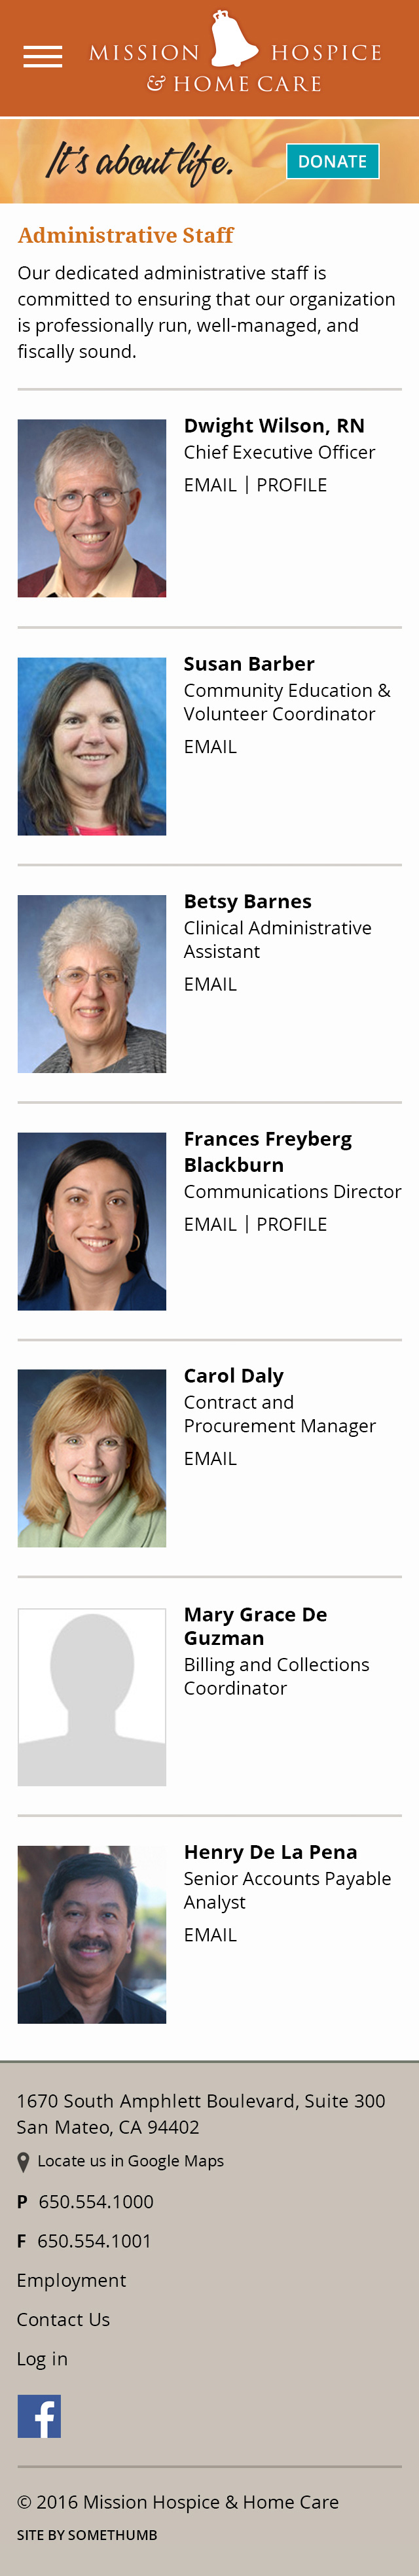 MISSION HOSPICE
& HOME CARE
It's about life.
DONATE
Administrative Staff
Our dedicated administrative staff is
committed to ensuring that our organization
is professionally run, well-managed, and
fiscally sound.
Dwight Wilson, RN
Chief Executive Officer
EMAIL | PROFILE
Susan Barber
Community Education &
Volunteer Coordinator
EMAIL
Betsy Barnes
Clinical Administrative
Assistant
EMAIL
Frances Freyberg
Blackburn
Communications Director
EMAIL | PROFILE
Carol Daly
Contract and
Procurement Manager
EMAIL
Mary Grace De
Guzman
Billing and Collections
Coordinator
Henry De La Pena
Senior Accounts Payable
Analyst
EMAIL
1670 South Amphlett Boulevard, Suite 300
San Mateo, CA 94402
Locate us in Google Maps
P 650.554.1000
F 650.554.1001
Employment
Contact Us
Log in
f
© 2016 Mission Hospice & Home Care
SITE BY SOMETHUMB